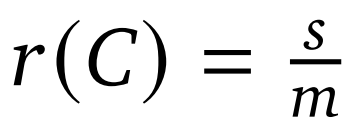 r(C) = s/m